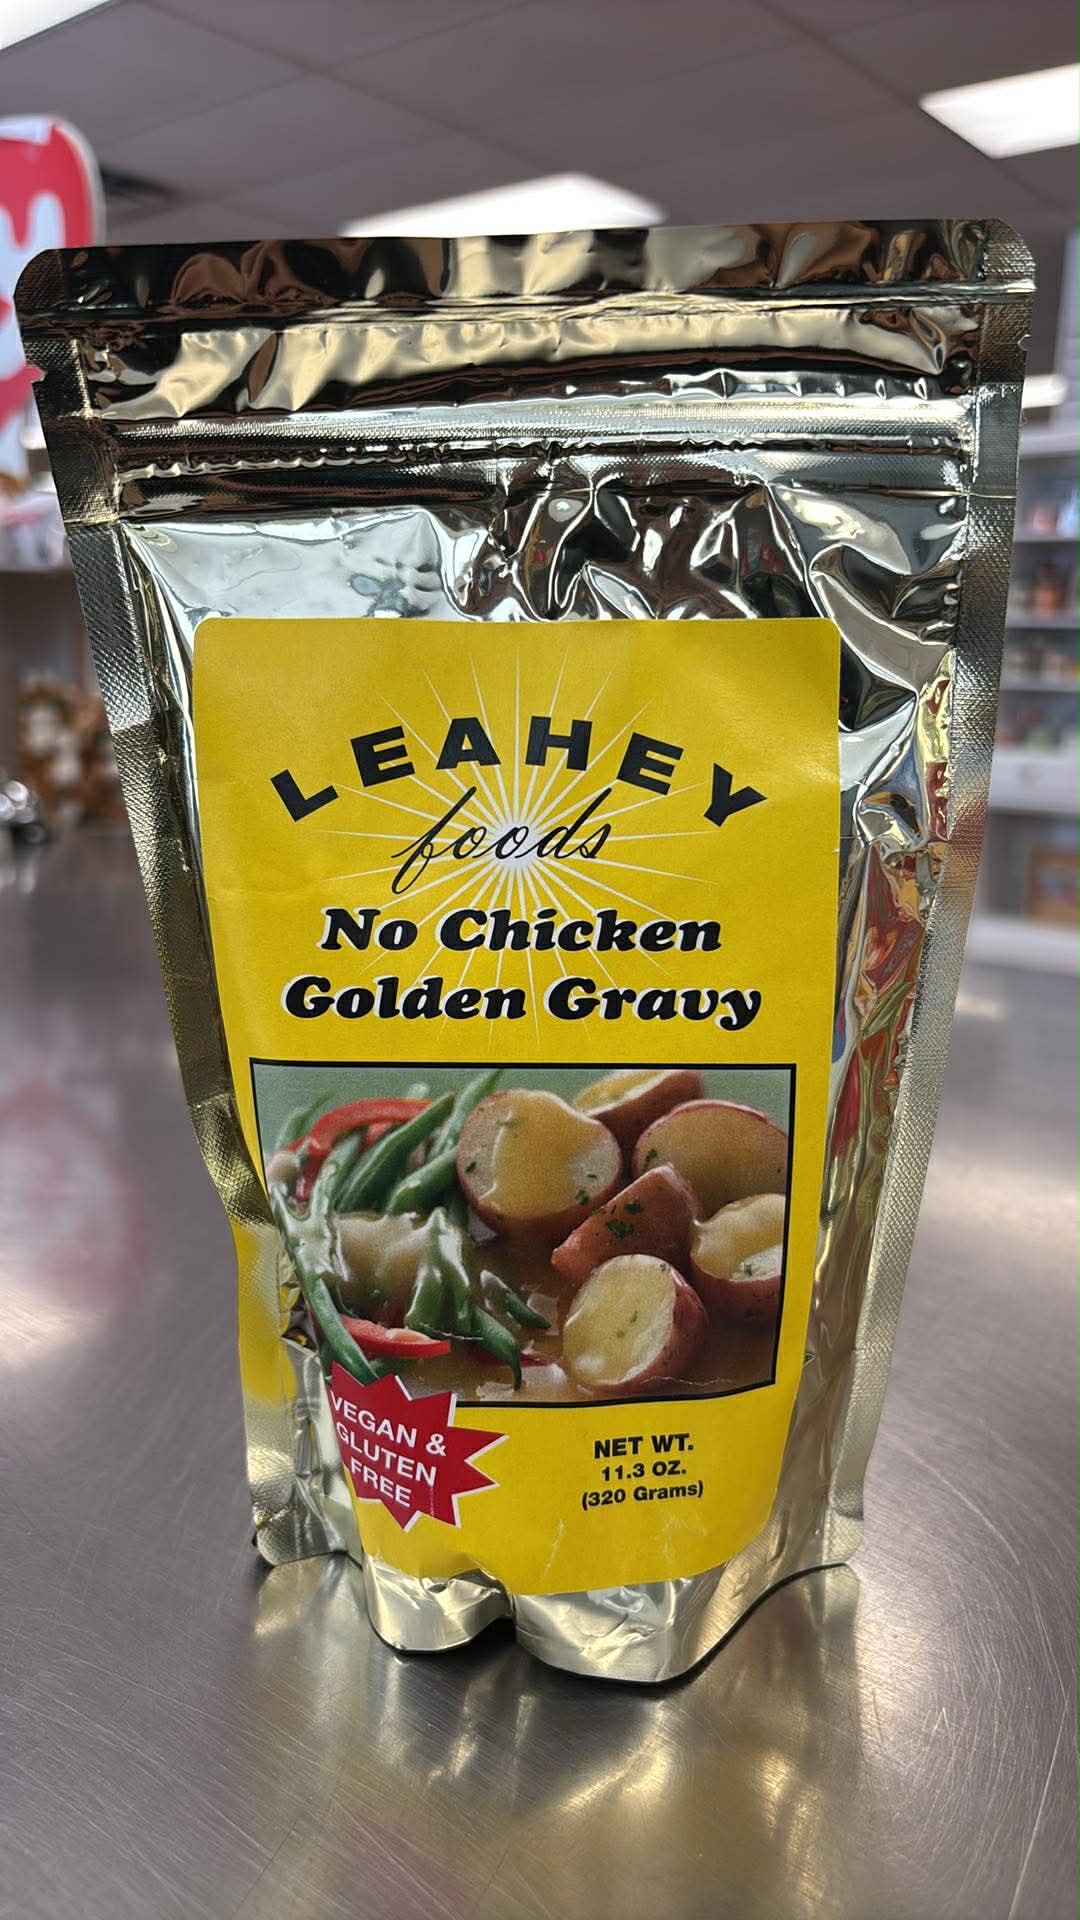 LEAHEY
foods
No Chicken
Golden Gravy
VEGAN &
GLUTEN
FREE
NET WT.
11.3 OZ.
(320 Grams)